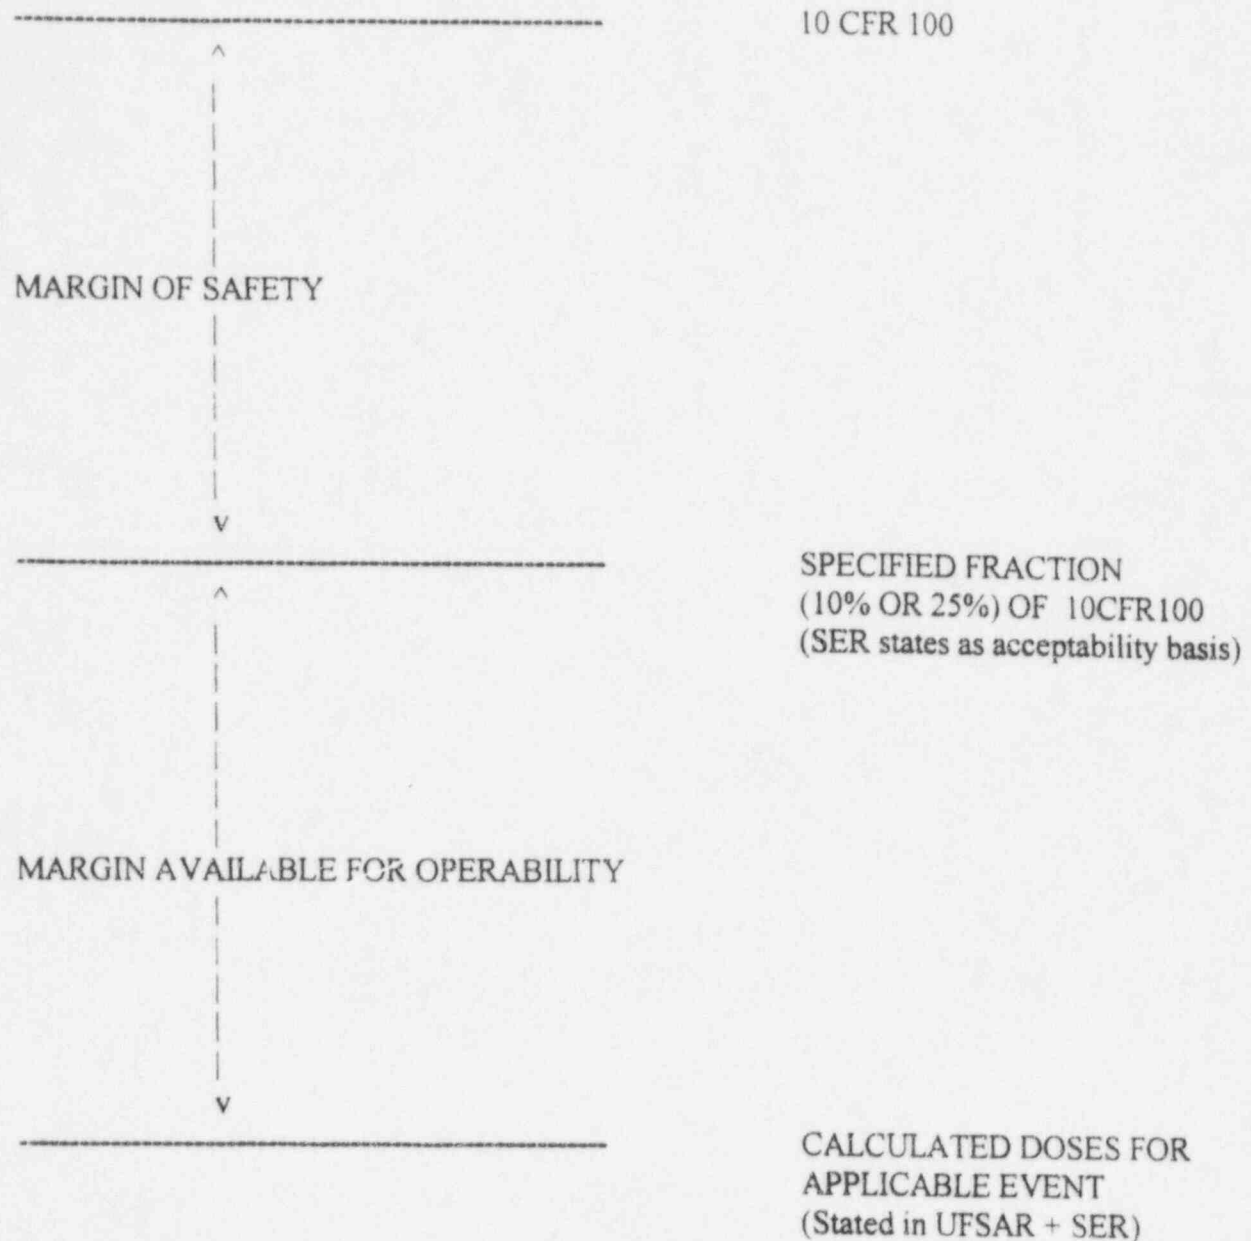 10 CFR 100
MARGIN OF SAFETY
SPECIFIED FRACTION
(10% OR 25%) OF 10CFR100
(SER states as acceptability basis)
MARGIN AVAILABLE FOR OPERABILITY
CALCULATED DOSES FOR
APPLICABLE EVENT
(Stated in UFSAR + SER)